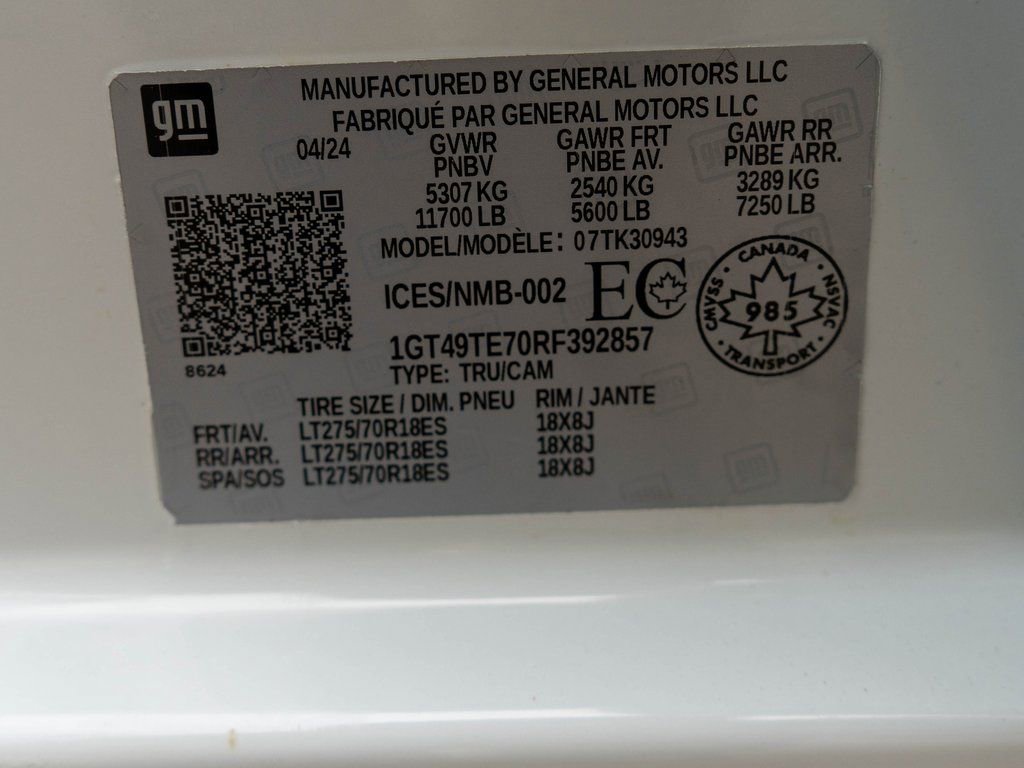 gm
MANUFACTURED BY GENERAL MOTORS LLC
FABRIQUÉ PAR GENERAL MOTORS LLC
04/24 GVWR GAWR FRT GAWR RR
PNBV PNBE AV. PNBE ARR.
5307 KG 2540 KG 3289 KG
11700 LB 5600 LB 7250 LB
MODEL/MODÈLE: 07TK30943
ICES/NMB-002 EC
CANADA
CMVSS 985 NSVAC
TRANSPORT
1GT49TE70RF392857
8624
TYPE: TRU/CAM
TIRE SIZE / DIM. PNEU RIM / JANTE
FRT/AV. LT275/70R18ES 18X8J
RR/ARR. LT275/70R18ES 18X8J
SPA/SOS LT275/70R18ES 18X8J